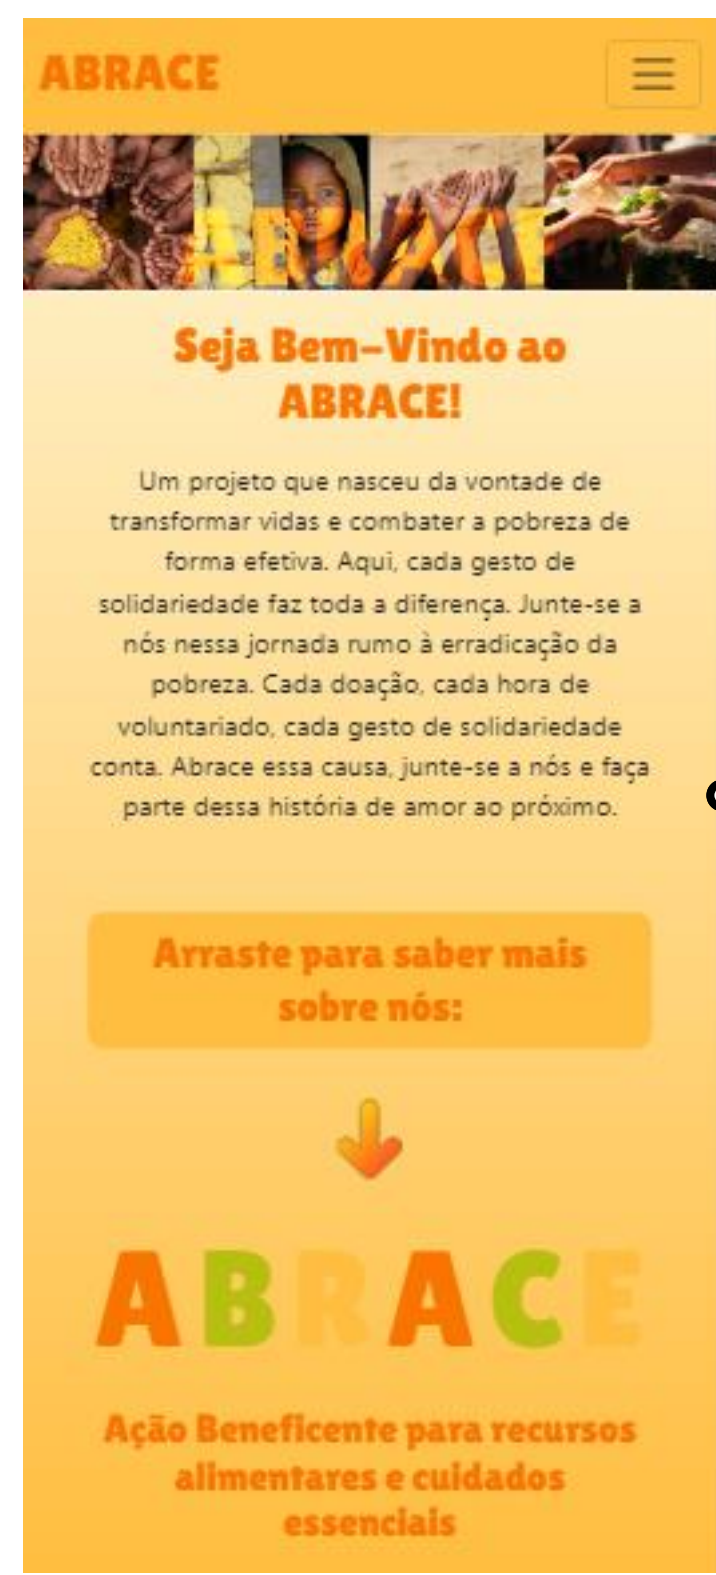 ABRACE
ABRACE
Seja Bem-Vindo ao
ABRACE!
Um projeto que nasceu da vontade de
transformar vidas e combater a pobreza de
forma efetiva. Aqui, cada gesto de
solidariedade faz toda a diferença. Junte-se a
nós nessa jornada rumo à erradicação da
pobreza. Cada doação, cada hora de
voluntariado, cada gesto de solidariedade
conta. Abrace essa causa, junte-se a nós e faça
parte dessa história de amor ao próximo.
Arraste para saber mais
sobre nós:
ABRACE
Ação Beneficente para recursos
alimentares e cuidados
essenciais